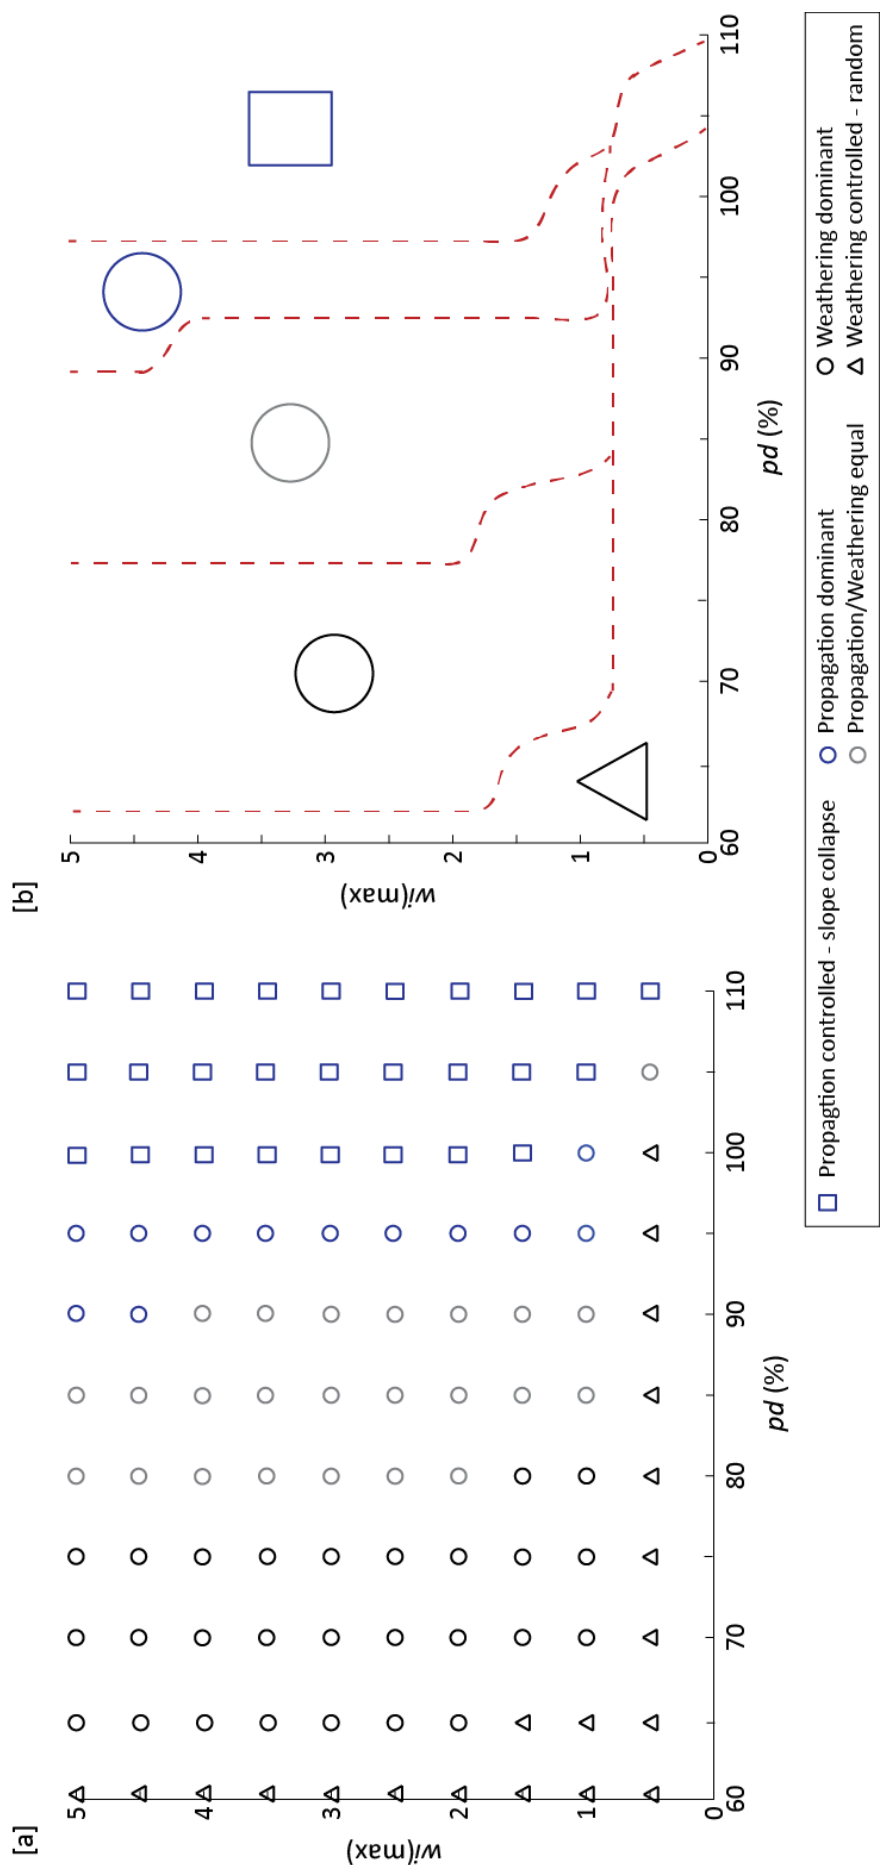 [a]
wi(max)
5
4
3
2
1
0
60
70
80
90
100
110
pd (%)
[b]
wi(max)
5
4
3
2
1
0
60
70
80
90
100
110
pd (%)
Propagtion controlled - slope collapse
Propagation dominant
Propagation/Weathering equal
Weathering dominant
Weathering controlled - random